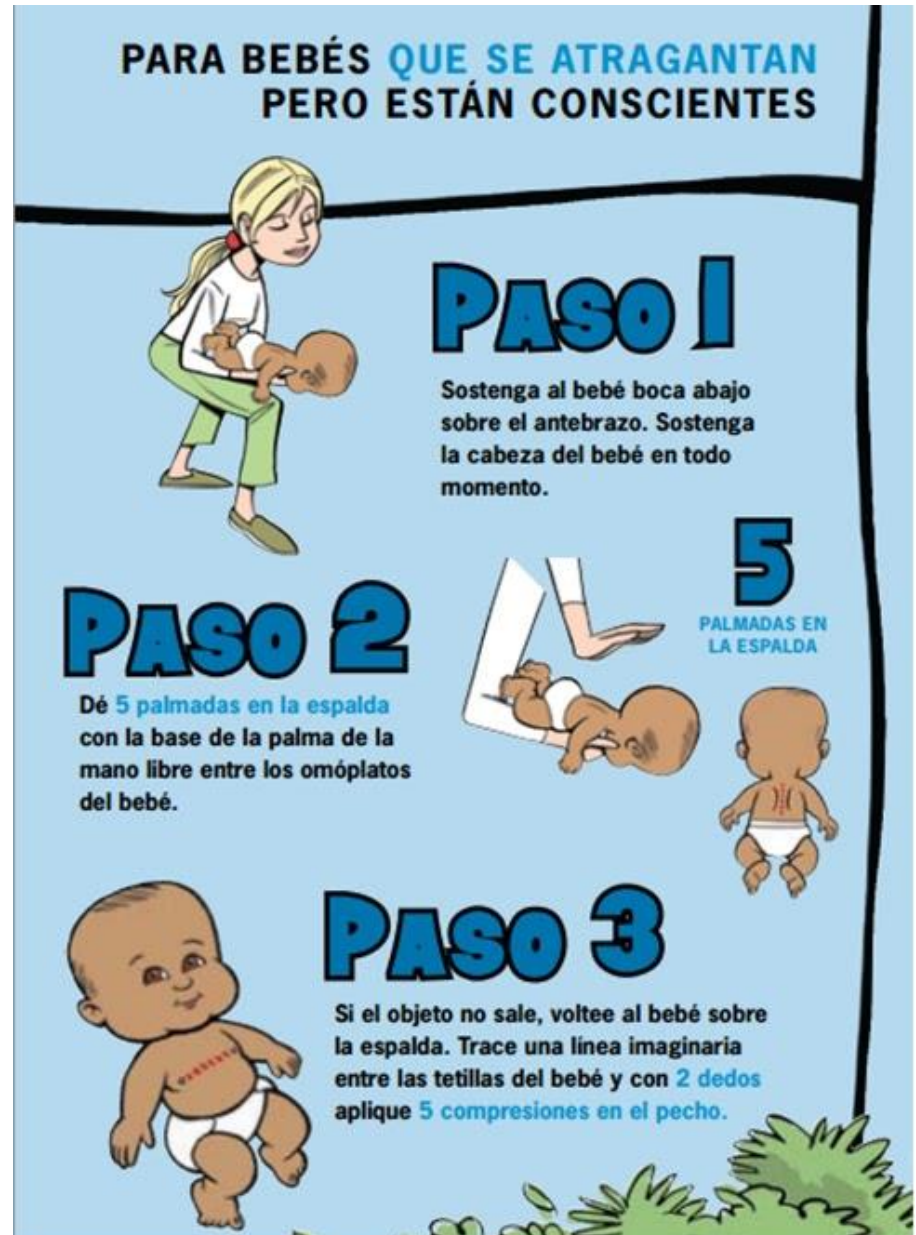 PARA BEBÉS QUE SE ATRAGANTAN
PERO ESTÁN CONSCIENTES
PASO 1
Sostenga al bebé boca abajo
sobre el antebrazo. Sostenga
la cabeza del bebé en todo
momento.
5
PALMADAS EN
LA ESPALDA
PASO 2
Dé 5 palmadas en la espalda
con la base de la palma de la
mano libre entre los omóplatos
del bebé.
PASO 3
Si el objeto no sale, voltee al bebé sobre
la espalda. Trace una línea imaginaria
entre las tetillas del bebé y con 2 dedos
aplique 5 compresiones en el pecho.